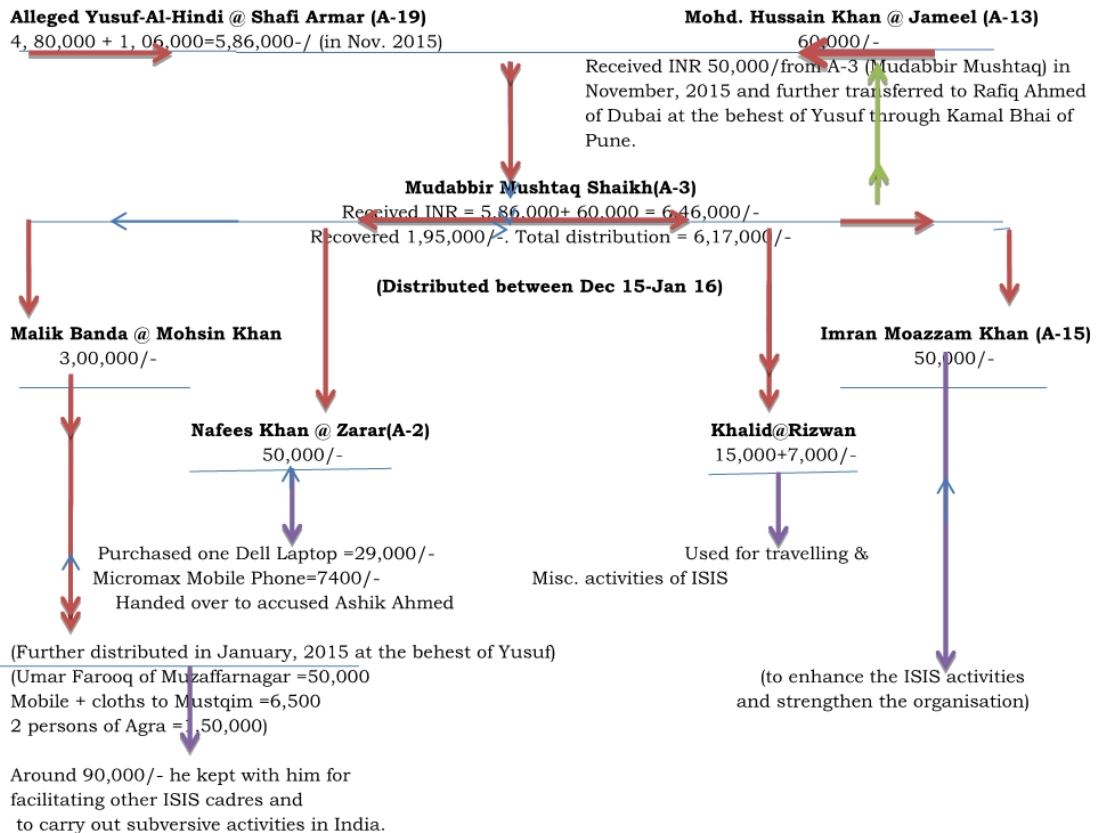 Alleged Yusuf-Al-Hindi @ Shafi Armar (A-19)
4, 80,000 + 1, 06,000=5,86,000-/ (in Nov. 2015)
Mohd. Hussain Khan @ Jameel (A-13)
60,000/-
Received INR 50,000/from A-3 (Mudabbir Mushtaq) in
November, 2015 and further transferred to Rafiq Ahmed
of Dubai at the behest of Yusuf through Kamal Bhai of
Pune.
Mudabbir Mushtaq Shaikh(A-3)
Received INR = 5,86,000+ 60,000 = 6,46,000/-
Recovered 1,95,000/-. Total distribution = 6,17,000/-
(Distributed between Dec 15-Jan 16)
Malik Banda @ Mohsin Khan
3,00,000/-
Imran Moazzam Khan (A-15)
50,000/-
Nafees Khan @ Zarar(A-2)
50,000/-
Khalid@Rizwan
15,000+7,000/-
Purchased one Dell Laptop =29,000/-
Micromax Mobile Phone=7400/-
Handed over to accused Ashik Ahmed
Used for travelling &
Misc. activities of ISIS
(Further distributed in January, 2015 at the behest of Yusuf)
(Umar Farooq of Muzaffarnagar =50,000
Mobile + cloths to Mustqim =6,500
2 persons of Agra =1,50,000)
(to enhance the ISIS activities
and strengthen the organisation)
Around 90,000/- he kept with him for
facilitating other ISIS cadres and
to carry out subversive activities in India.